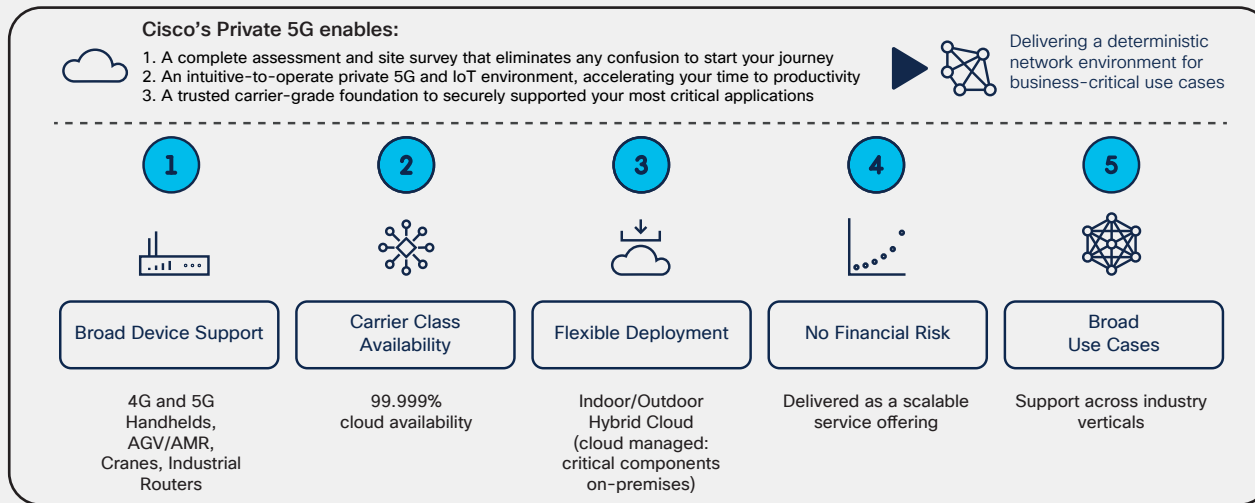 Cisco's Private 5G enables:
1. A complete assessment and site survey that eliminates any confusion to start your journey
2. An intuitive-to-operate private 5G and IoT environment, accelerating your time to productivity
3. A trusted carrier-grade foundation to securely supported your most critical applications
Delivering a deterministic
network environment for
business-critical use cases
1
2
3
4
5
Broad Device Support
Carrier Class
Availability
Flexible Deployment
No Financial Risk
Broad
Use Cases
4G and 5G
Handhelds,
AGV/AMR,
Cranes, Industrial
Routers
99.999%
cloud availability
Indoor/Outdoor
Hybrid Cloud
(cloud managed:
critical components
on-premises)
Delivered as a scalable
service offering
Support across industry
verticals